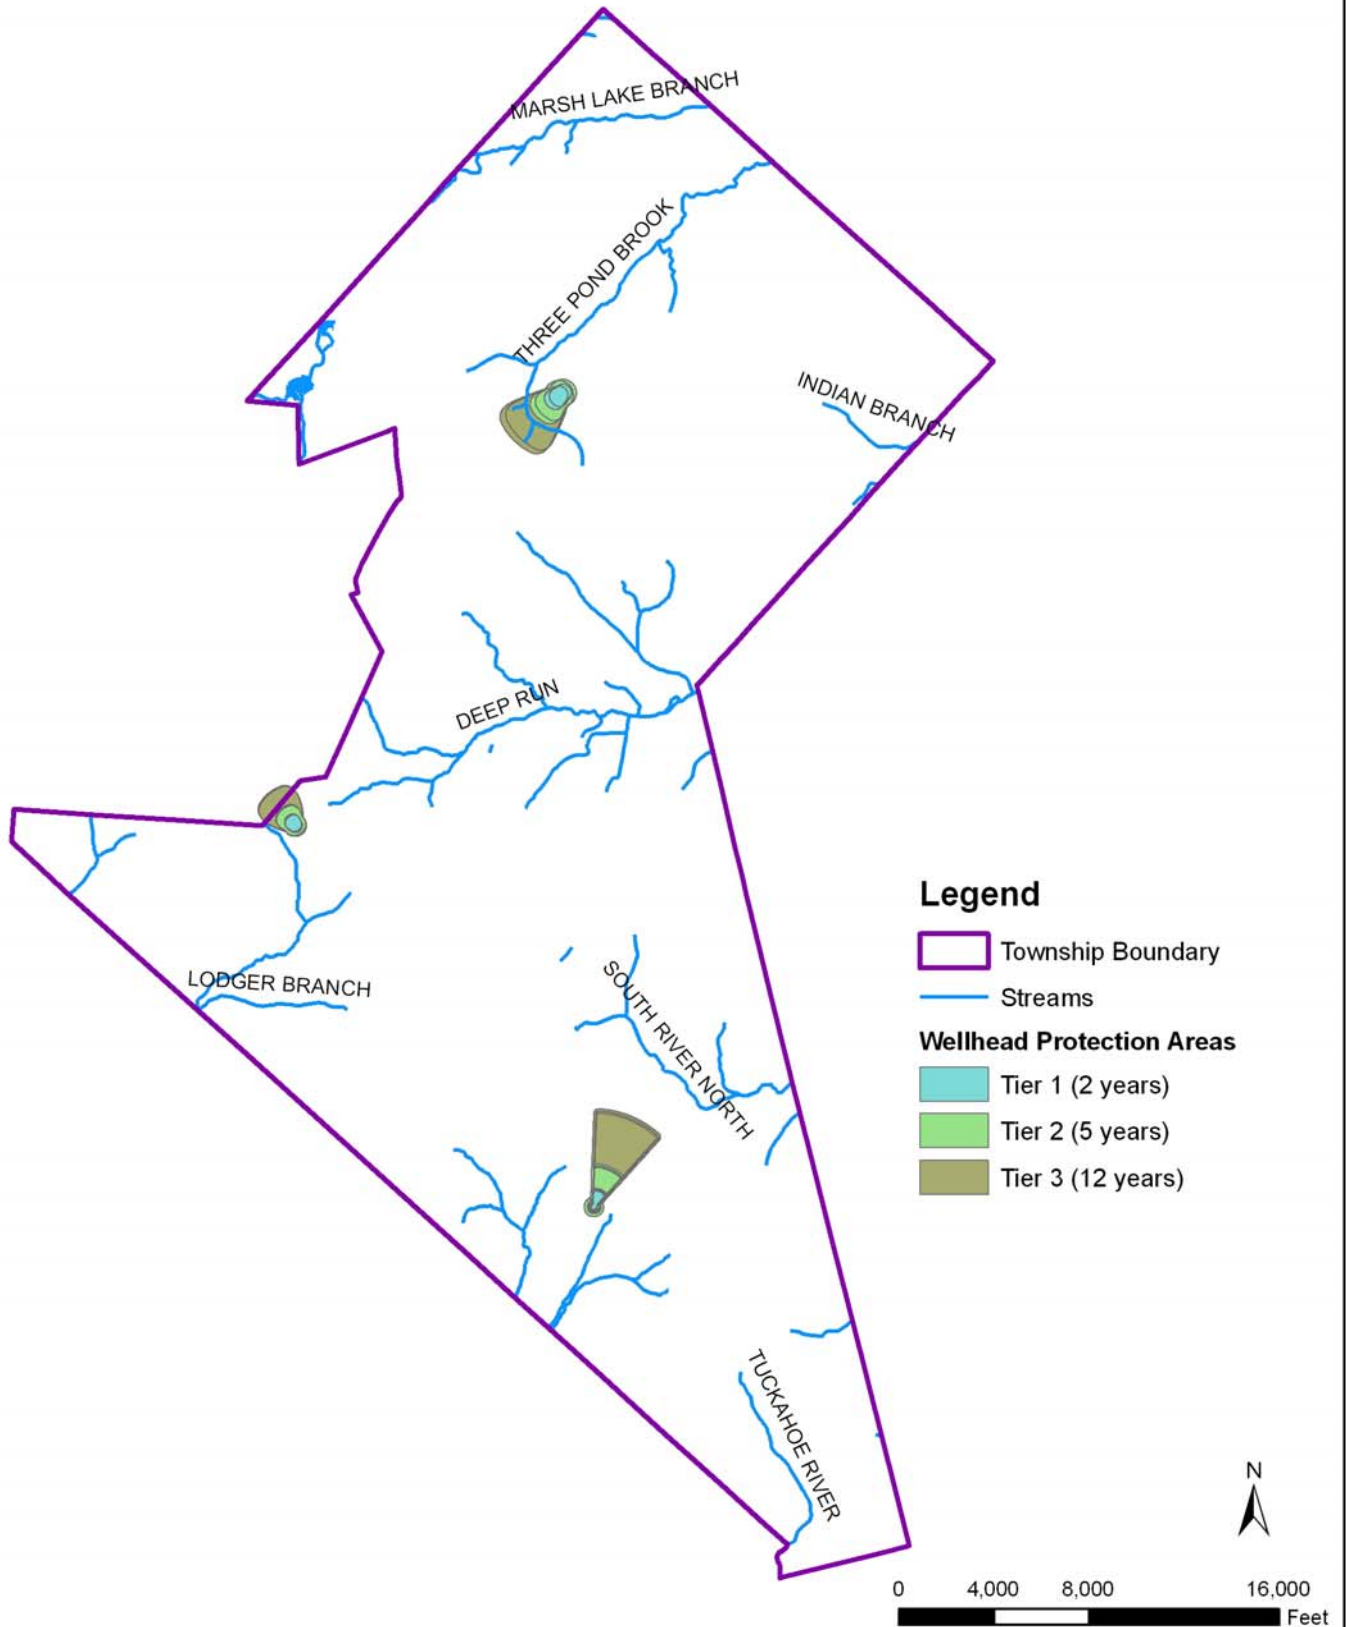 MARSH LAKE BRANCH
THREE POND BROOK
INDIAN BRANCH
DEEP RUN
Legend
Township Boundary
Streams
Wellhead Protection Areas
Tier 1 (2 years)
Tier 2 (5 years)
Tier 3 (12 years)
LODGER BRANCH
SOUTH RIVER NORTH
TUCKAHOE RIVER
N
0 4,000 8,000 16,000
Feet